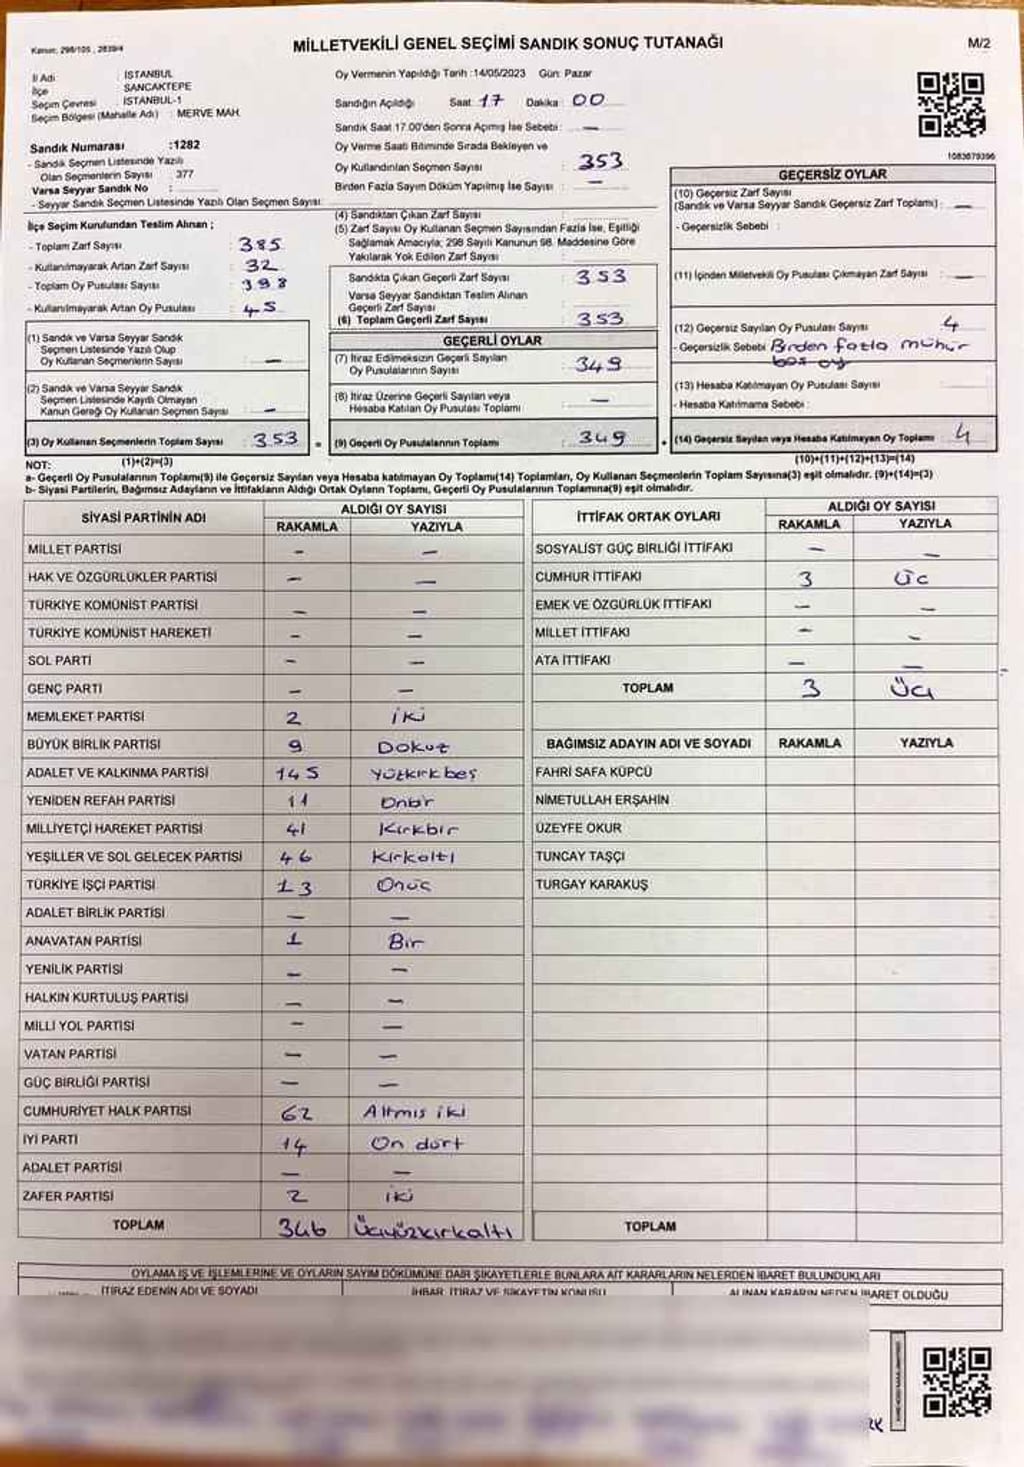 Kanun: 298/105 , 2839/4
MİLLETVEKİLİ GENEL SEÇİMİ SANDIK SONUÇ TUTANAĞI
M/2
İl Adı : İSTANBUL
İlçe : SANCAKTEPE
Seçim Çevresi : İSTANBUL-1
Seçim Bölgesi (Mahalle Adı) : MERVE MAH.
Sandık Numarası :1282
- Sandık Seçmen Listesinde Yazılı
Olan Seçmenlerin Sayısı 377
Varsa Seyyar Sandık No :
- Seyyar Sandık Seçmen Listesinde Yazılı Olan Seçmen Sayısı:
Oy Vermenin Yapıldığı Tarih :14/05/2023 Gün: Pazar
Sandığın Açıldığı Saat: 17 Dakika: 00
Sandık Saat 17.00'den Sonra Açılmış İse Sebebi: —
Oy Verme Saati Bitiminde Sırada Bekleyen ve
Oy Kullandırılan Seçmen Sayısı : 353
Birden Fazla Sayım Döküm Yapılmış İse Sayısı : —
1083679396
İlçe Seçim Kurulundan Teslim Alınan ;
- Toplam Zarf Sayısı : 385
- Kullanılmayarak Artan Zarf Sayısı : 32
- Toplam Oy Pusulası Sayısı : 398
- Kullanılmayarak Artan Oy Pusulası : 45
(1) Sandık ve Varsa Seyyar Sandık
Seçmen Listesinde Yazılı Olup
Oy Kullanan Seçmenlerin Sayısı : —
(2) Sandık ve Varsa Seyyar Sandık
Seçmen Listesinde Kayıtlı Olmayan
Kanun Gereği Oy Kullanan Seçmen Sayısı : —
(3) Oy Kullanan Seçmenlerin Toplam Sayısı : 353
(1)+(2)=(3)
(4) Sandıktan Çıkan Zarf Sayısı :
(5) Zarf Sayısı Oy Kullanan Seçmen Sayısından Fazla İse, Eşitliği
Sağlamak Amacıyla; 298 Sayılı Kanunun 98. Maddesine Göre
Yakılarak Yok Edilen Zarf Sayısı :
Sandıkta Çıkan Geçerli Zarf Sayısı : 353
Varsa Seyyar Sandıktan Teslim Alınan
Geçerli Zarf Sayısı :
(6) Toplam Geçerli Zarf Sayısı : 353
GEÇERLİ OYLAR
(7) İtiraz Edilmeksizin Geçerli Sayılan
Oy Pusulalarının Sayısı : 349
(8) İtiraz Üzerine Geçerli Sayılan veya
Hesaba Katılan Oy Pusulası Toplamı : —
= (9) Geçerli Oy Pusulalarının Toplamı : 349
GEÇERSİZ OYLAR
(10) Geçersiz Zarf Sayısı
(Sandık ve Varsa Seyyar Sandık Geçersiz Zarf Toplamı) : —
- Geçersizlik Sebebi :
(11) İçinden Milletvekili Oy Pusulası Çıkmayan Zarf Sayısı : —
(12) Geçersiz Sayılan Oy Pusulası Sayısı : 4
- Geçersizlik Sebebi Birden fazla mühür
boş oy
(13) Hesaba Katılmayan Oy Pusulası Sayısı :
- Hesaba Katılmama Sebebi :
+ (14) Geçersiz Sayılan veya Hesaba Katılmayan Oy Toplamı : 4
(10)+(11)+(12)+(13)=(14)
NOT:
a- Geçerli Oy Pusulalarının Toplamı(9) ile Geçersiz Sayılan veya Hesaba katılmayan Oy Toplamı(14) Toplamları, Oy Kullanan Seçmenlerin Toplam Sayısına(3) eşit olmalıdır. (9)+(14)=(3)
b- Siyasi Partilerin, Bağımsız Adayların ve İttifakların Aldığı Ortak Oyların Toplamı, Geçerli Oy Pusulalarının Toplamına(9) eşit olmalıdır.
SİYASİ PARTİNİN ADI ALDIĞI OY SAYISI
RAKAMLA YAZIYLA
MİLLET PARTİSİ — —
HAK VE ÖZGÜRLÜKLER PARTİSİ — —
TÜRKİYE KOMÜNİST PARTİSİ — —
TÜRKİYE KOMÜNİST HAREKETİ — —
SOL PARTİ — —
GENÇ PARTİ — —
MEMLEKET PARTİSİ 2 iki
BÜYÜK BİRLİK PARTİSİ 9 Dokuz
ADALET VE KALKINMA PARTİSİ 145 Yüzkırkbeş
YENİDEN REFAH PARTİSİ 11 Onbir
MİLLİYETÇİ HAREKET PARTİSİ 41 Kırkbir
YEŞİLLER VE SOL GELECEK PARTİSİ 46 Kırkaltı
TÜRKİYE İŞÇİ PARTİSİ 13 Onüç
ADALET BİRLİK PARTİSİ — —
ANAVATAN PARTİSİ 1 Bir
YENİLİK PARTİSİ — —
HALKIN KURTULUŞ PARTİSİ — —
MİLLİ YOL PARTİSİ — —
VATAN PARTİSİ — —
GÜÇ BİRLİĞİ PARTİSİ — —
CUMHURİYET HALK PARTİSİ 62 Altmış iki
İYİ PARTİ 14 On dört
ADALET PARTİSİ — —
ZAFER PARTİSİ 2 iki
TOPLAM 346 Üçyüzkırkaltı
İTTİFAK ORTAK OYLARI ALDIĞI OY SAYISI
RAKAMLA YAZIYLA
SOSYALİST GÜÇ BİRLİĞİ İTTİFAKI — —
CUMHUR İTTİFAKI 3 Üç
EMEK VE ÖZGÜRLÜK İTTİFAKI — —
MİLLET İTTİFAKI — —
ATA İTTİFAKI — —
TOPLAM 3 Üç
BAĞIMSIZ ADAYIN ADI VE SOYADI RAKAMLA YAZIYLA
FAHRİ SAFA KÜPCÜ
NİMETULLAH ERŞAHİN
ÜZEYFE OKUR
TUNCAY TAŞÇI
TURGAY KARAKUŞ
TOPLAM
OYLAMA İŞ VE İŞLEMLERİNE VE OYLARIN SAYIM DÖKÜMÜNE DAİR ŞİKAYETLERLE BUNLARA AİT KARARLARIN NELERDEN İBARET BULUNDUKLARI
İTİRAZ EDENİN ADI VE SOYADI İHBAR, İTİRAZ VE ŞİKAYETİN KONUSU ALINAN KARARIN NEDEN İBARET OLDUĞU